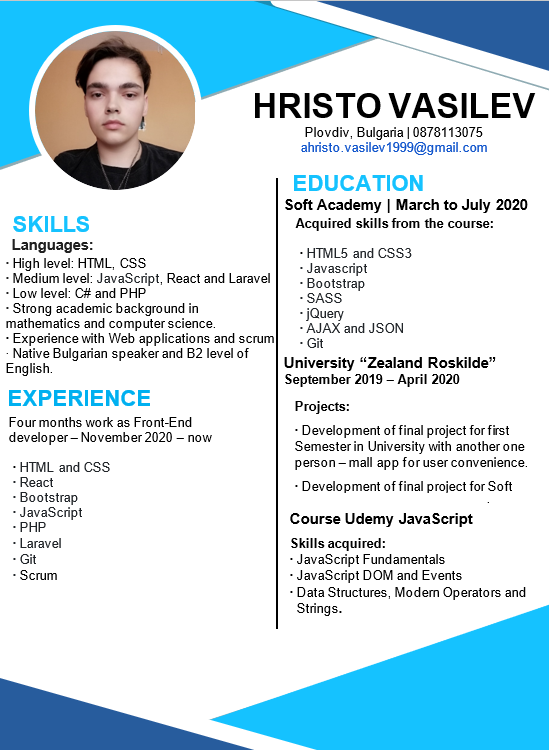 HRISTO VASILEV
Plovdiv, Bulgaria | 0878113075
ahristo.vasilev1999@gmail.com
SKILLS
Languages:
· High level: HTML, CSS
· Medium level: JavaScript, React and Laravel
· Low level: C# and PHP
· Strong academic background in
mathematics and computer science.
· Experience with Web applications and scrum
· Native Bulgarian speaker and B2 level of
English.
EXPERIENCE
Four months work as Front-End
developer – November 2020 – now
· HTML and CSS
· React
· Bootstrap
· JavaScript
· PHP
· Laravel
· Git
· Scrum
EDUCATION
Soft Academy | March to July 2020
Acquired skills from the course:
· HTML5 and CSS3
· Javascript
· Bootstrap
· SASS
· jQuery
· AJAX and JSON
· Git
University “Zealand Roskilde”
September 2019 – April 2020
Projects:
· Development of final project for first
Semester in University with another one
person – mall app for user convenience.
· Development of final project for Soft
Course Udemy JavaScript
Skills acquired:
· JavaScript Fundamentals
· JavaScript DOM and Events
· Data Structures, Modern Operators and
Strings.